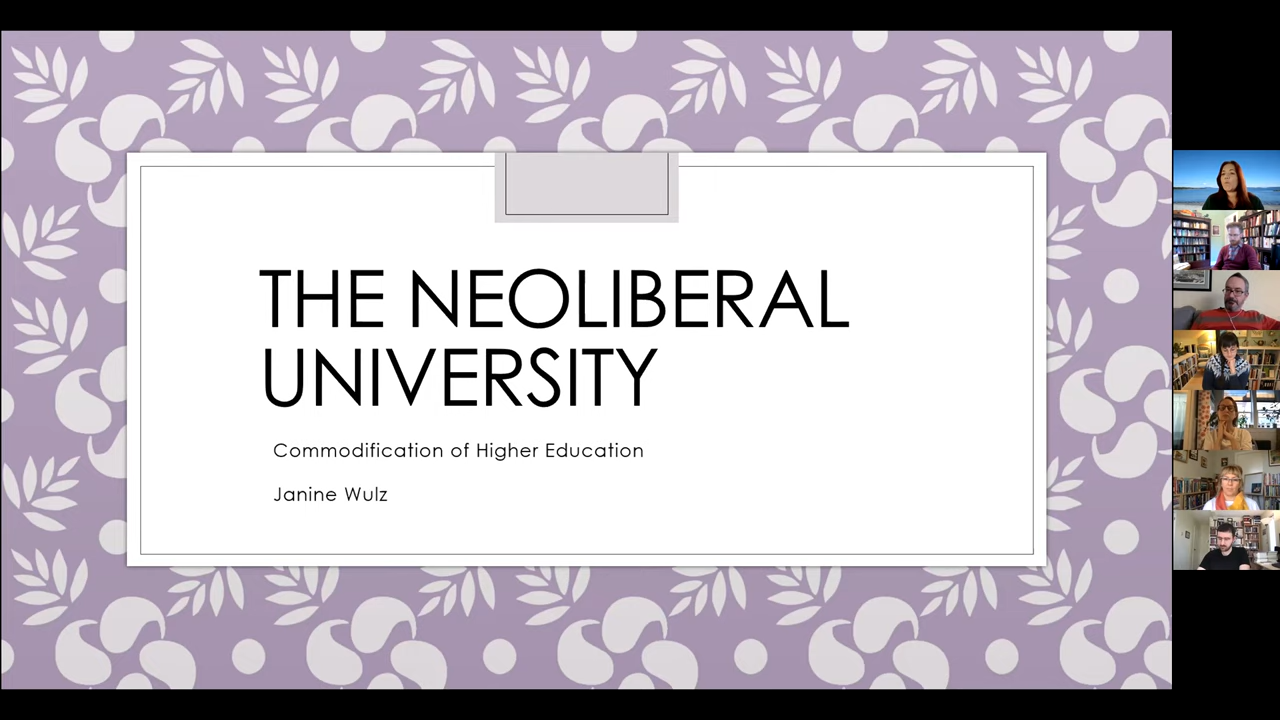 THE NEOLIBERAL
UNIVERSITY
Commodification of Higher Education
Janine Wulz